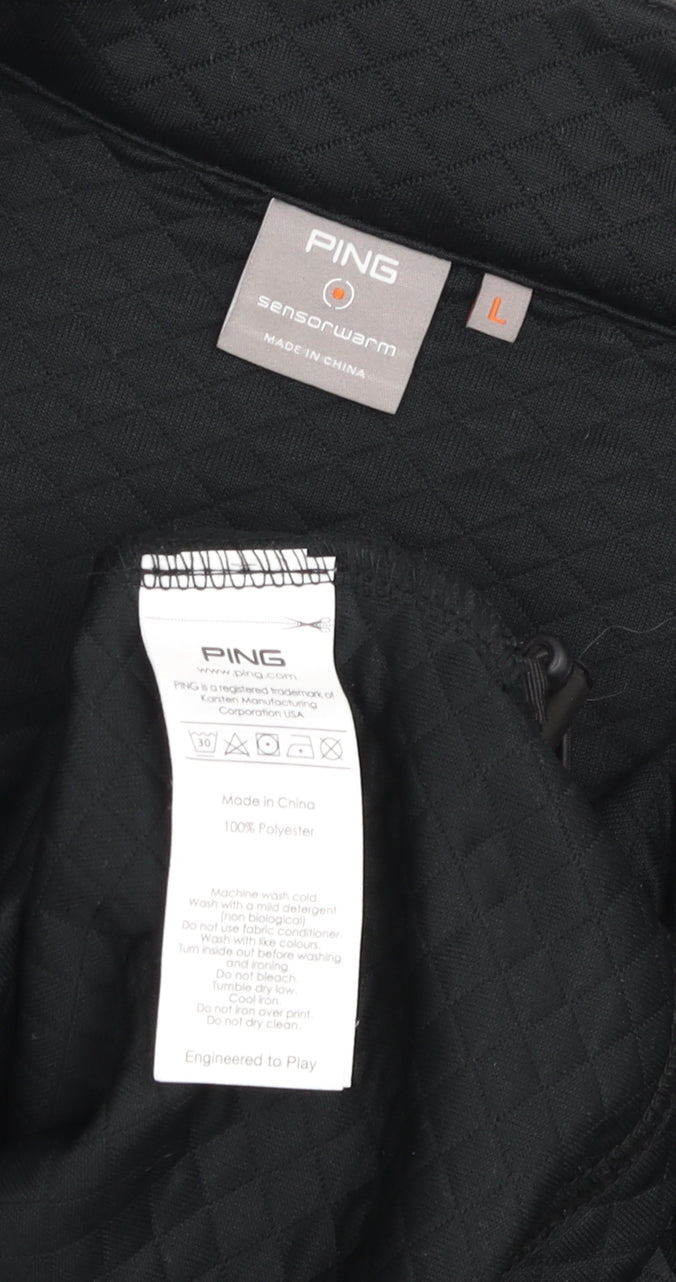 PING
sensorwarm
MADE IN CHINA
L
PING
www.ping.com
PING is a registered trademark of
Karsten Manufacturing
Corporation USA
30
Made in China
100% Polyester
Machine wash cold.
Wash with a mild detergent
(non biological)
Do not use fabric conditioner.
Wash with like colours.
Turn inside out before washing
and ironing.
Do not bleach.
Tumble dry low.
Cool iron.
Do not iron over print.
Do not dry clean.
Engineered to Play